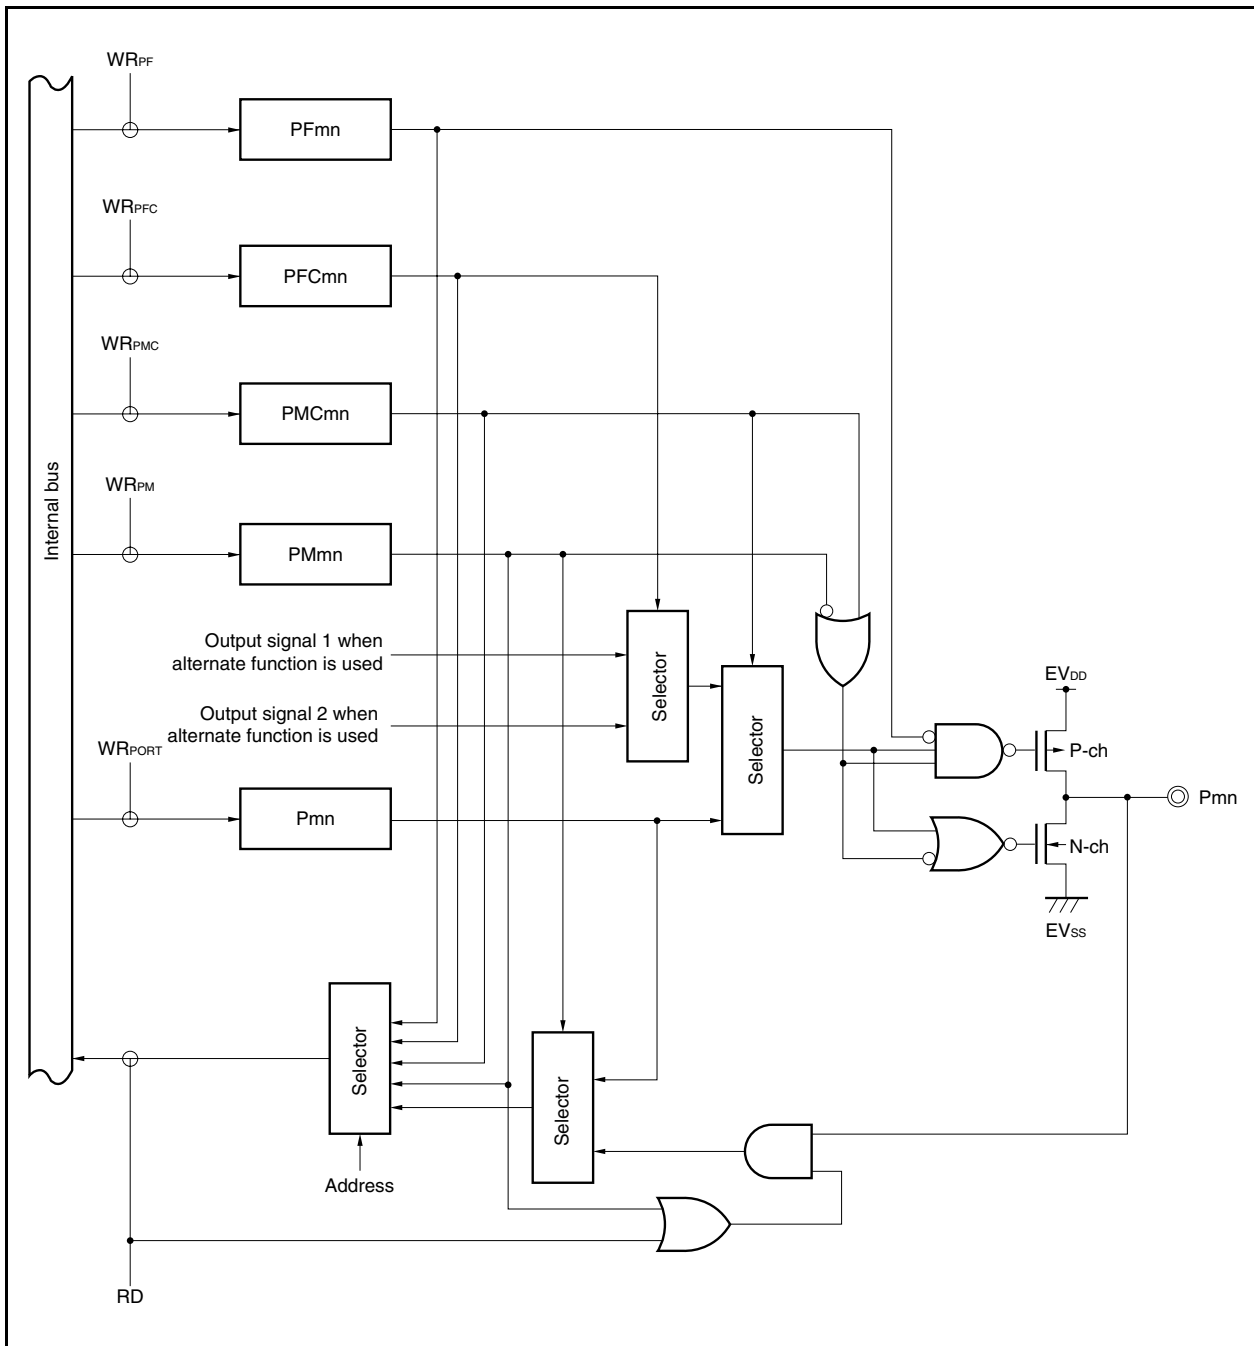 WRPF
PFmn
WRPFC
PFCmn
WRPMC
PMCmn
Internal bus
WRPM
PMmn
Output signal 1 when
alternate function is used
Selector
Output signal 2 when
alternate function is used
Selector
EVDD
P-ch
WRPORT
Pmn
Pmn
N-ch
EVSS
Selector
Selector
Address
RD